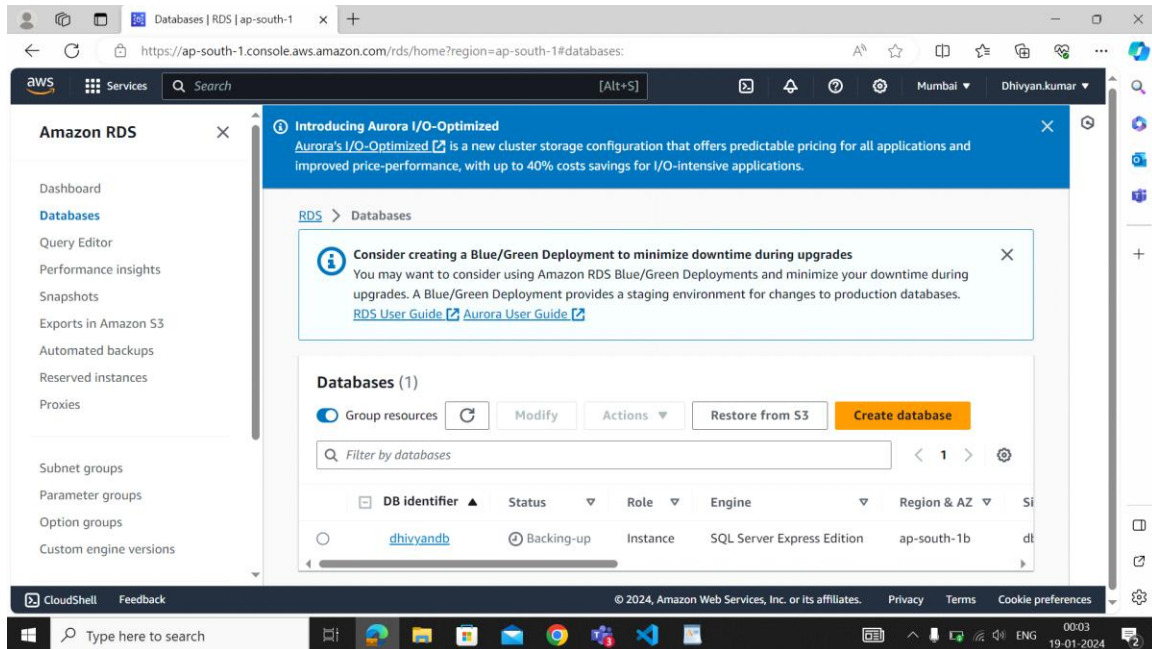 Databases | RDS | ap-south-1
https://ap-south-1.console.aws.amazon.com/rds/home?region=ap-south-1#databases:
aws
Services
Search
[Alt+S]
Mumbai
Dhivyan.kumar
Amazon RDS
Dashboard
Databases
Query Editor
Performance insights
Snapshots
Exports in Amazon S3
Automated backups
Reserved instances
Proxies
Subnet groups
Parameter groups
Option groups
Custom engine versions
Introducing Aurora I/O-Optimized
Aurora's I/O-Optimized is a new cluster storage configuration that offers predictable pricing for all applications and
improved price-performance, with up to 40% costs savings for I/O-intensive applications.
RDS > Databases
Consider creating a Blue/Green Deployment to minimize downtime during upgrades
You may want to consider using Amazon RDS Blue/Green Deployments and minimize your downtime during
upgrades. A Blue/Green Deployment provides a staging environment for changes to production databases.
RDS User Guide Aurora User Guide
Databases (1)
Group resources
Modify
Actions
Restore from S3
Create database
Filter by databases
1
DB identifier Status Role Engine Region & AZ Si
dhivyandb Backing-up Instance SQL Server Express Edition ap-south-1b
CloudShell Feedback © 2024, Amazon Web Services, Inc. or its affiliates. Privacy Terms Cookie preferences
Type here to search
ENG
00:03
19-01-2024
2